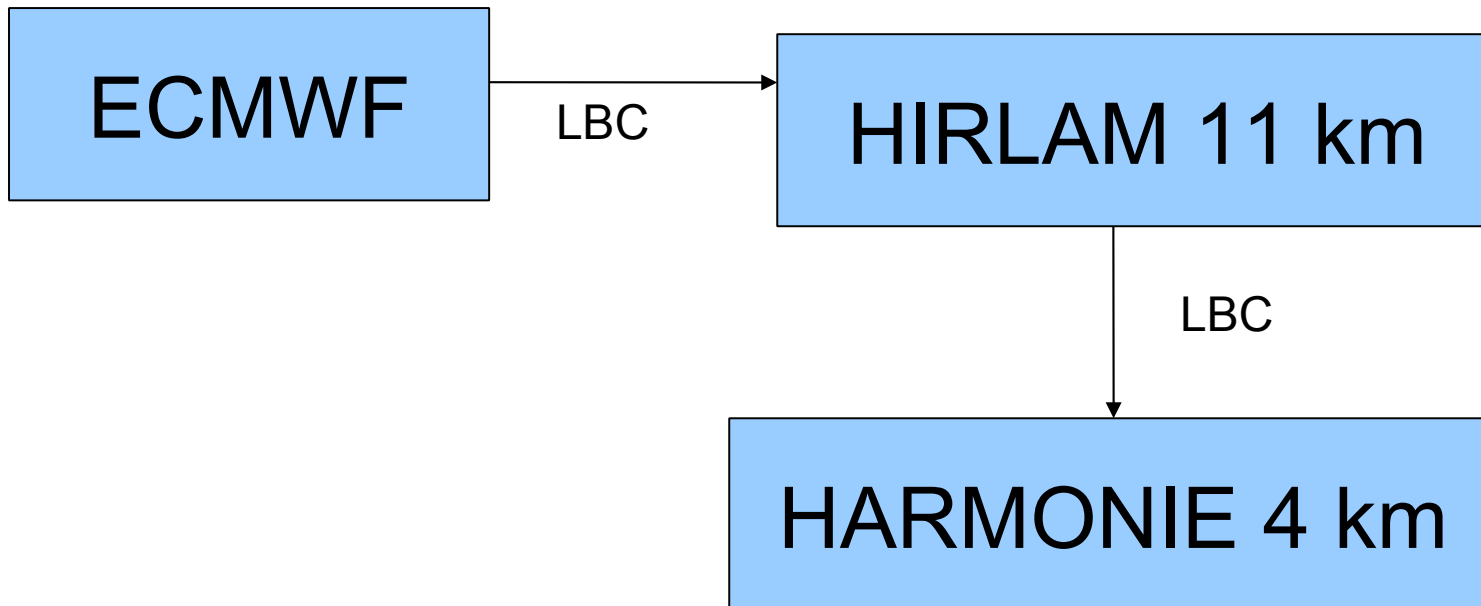 ECMWF
LBC
HIRLAM 11 km
LBC
HARMONIE 4 km